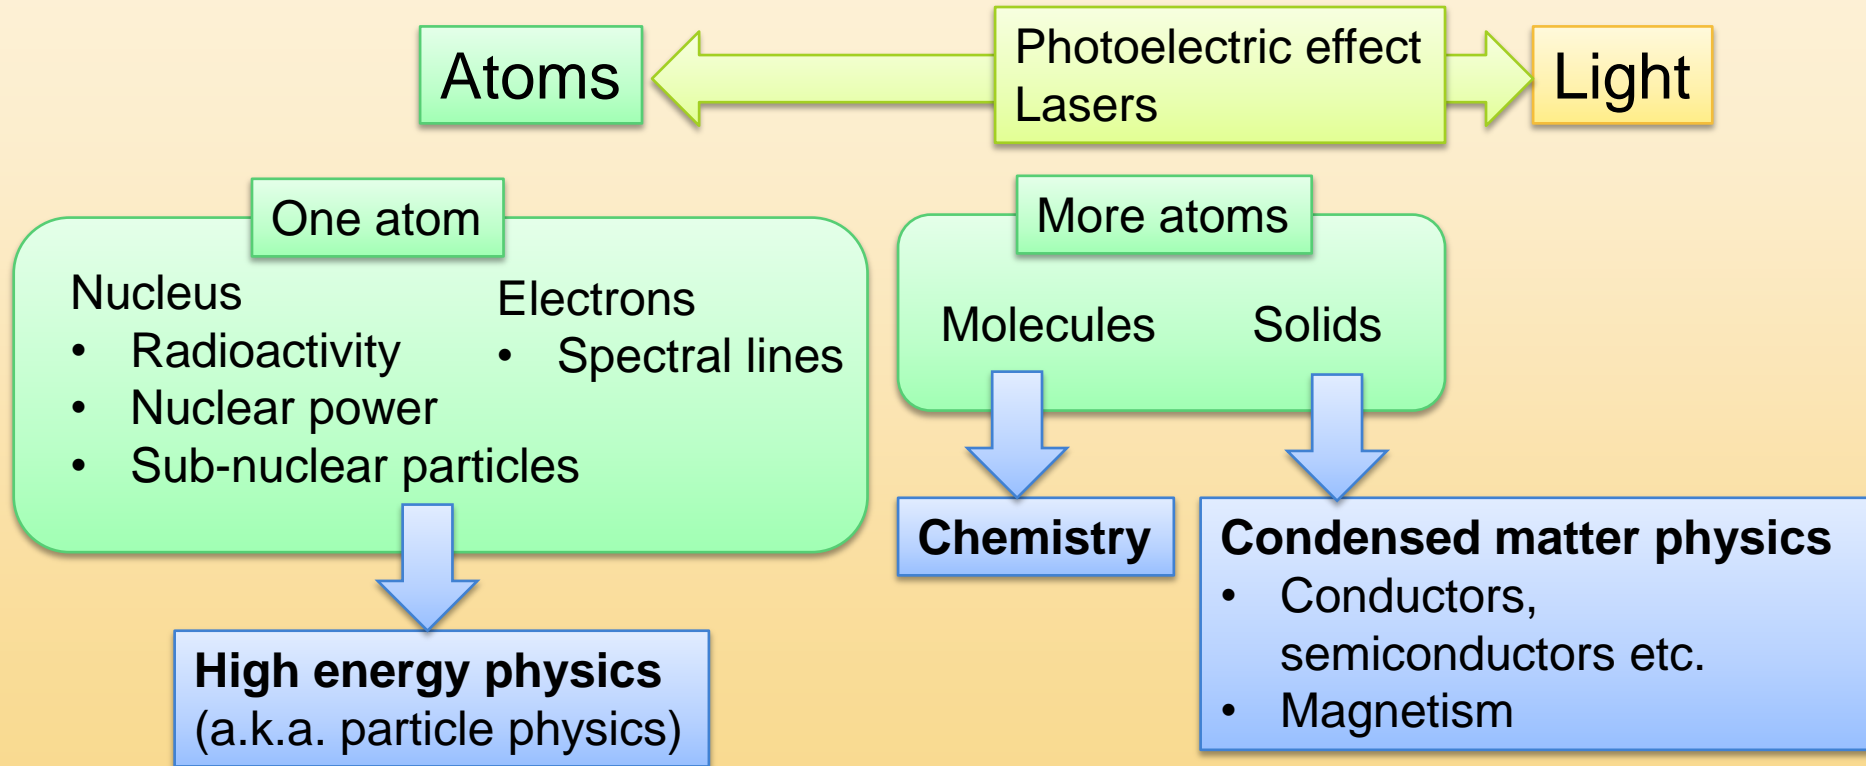 Atoms
Photoelectric effect
Lasers
Light
One atom
Nucleus
• Radioactivity
• Nuclear power
• Sub-nuclear particles
Electrons
• Spectral lines
More atoms
Molecules
Solids
High energy physics
(a.k.a. particle physics)
Chemistry
Condensed matter physics
• Conductors,
semiconductors etc.
• Magnetism